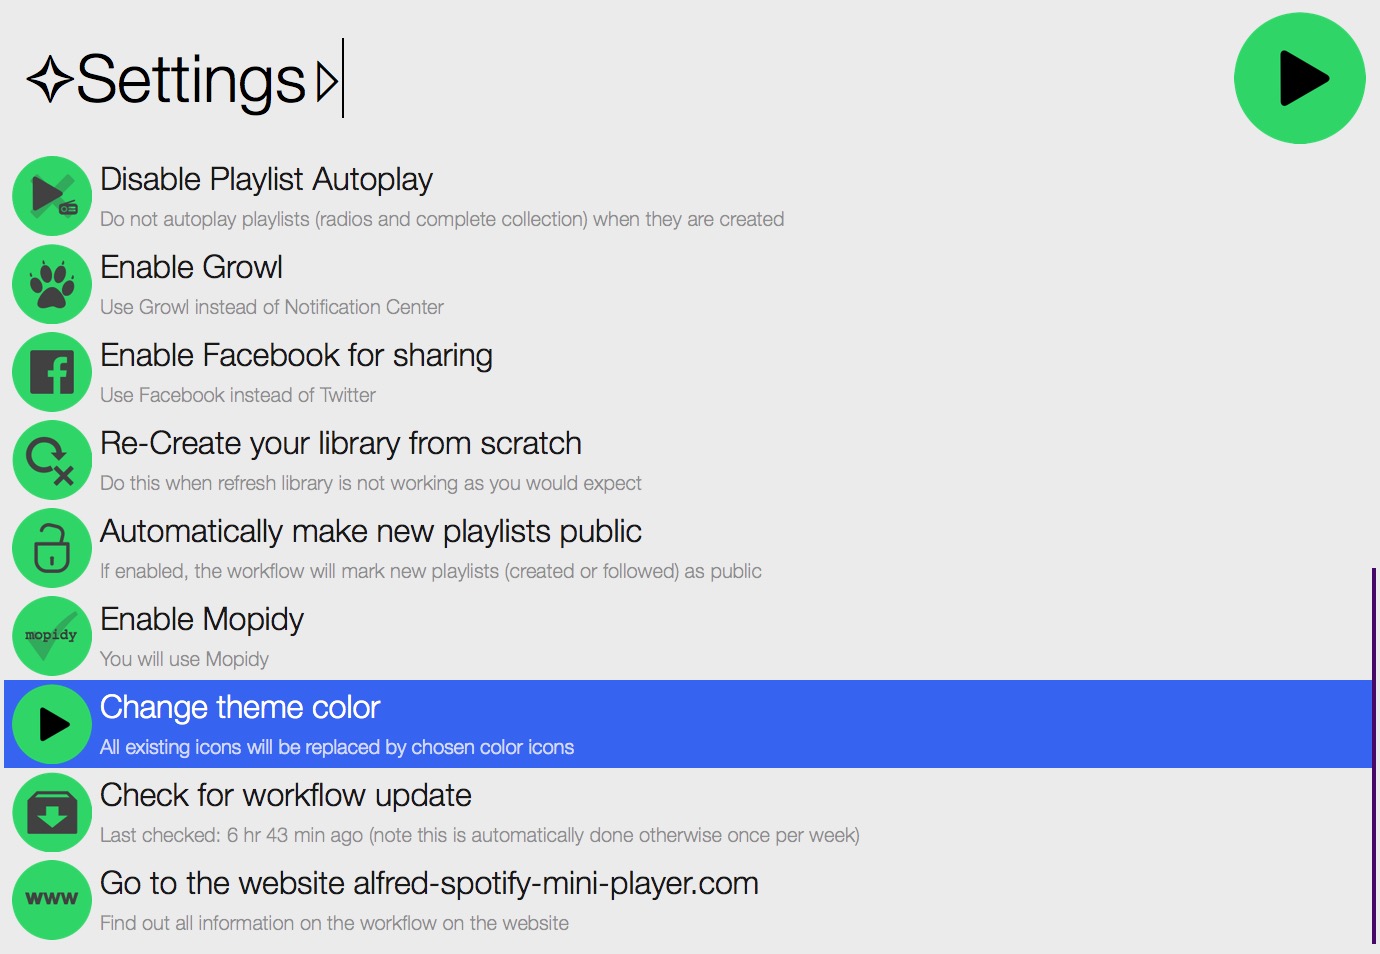 ✧Settings ▹
Disable Playlist Autoplay
Do not autoplay playlists (radios and complete collection) when they are created
Enable Growl
Use Growl instead of Notification Center
Enable Facebook for sharing
Use Facebook instead of Twitter
Re-Create your library from scratch
Do this when refresh library is not working as you would expect
Automatically make new playlists public
If enabled, the workflow will mark new playlists (created or followed) as public
mopidy
Enable Mopidy
You will use Mopidy
Change theme color
All existing icons will be replaced by chosen color icons
Check for workflow update
Last checked: 6 hr 43 min ago (note this is automatically done otherwise once per week)
www
Go to the website alfred-spotify-mini-player.com
Find out all information on the workflow on the website